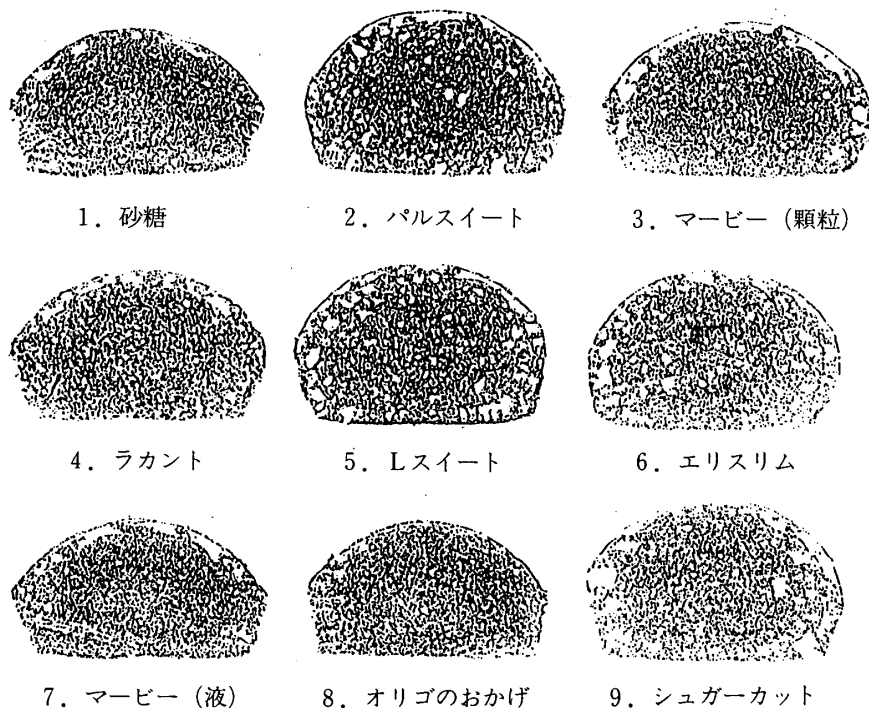 1．砂糖
2．パルスイート
3．マービー（顆粒）
4．ラカント
5．Lスイート
6．エリスリム
7．マービー（液）
8．オリゴのおかげ
9．シュガーカット